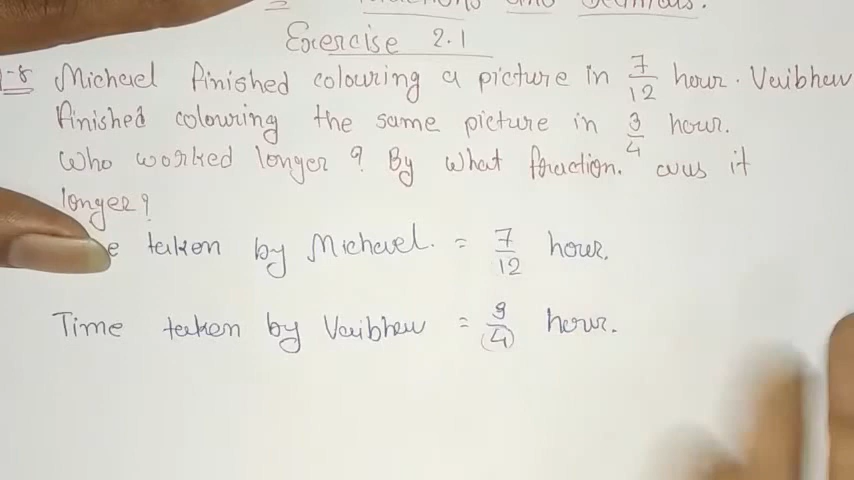 Exercise 2.1
-8 Michael finished colouring a picture in 7/12 hour. Vaibhav
finished colouring the same picture in 3/4 hour.
Who worked longer? By what fraction. was it
longer?
taken by Michael. = 7/12 hour.
Time taken by Vaibhav = 3/4 hour.